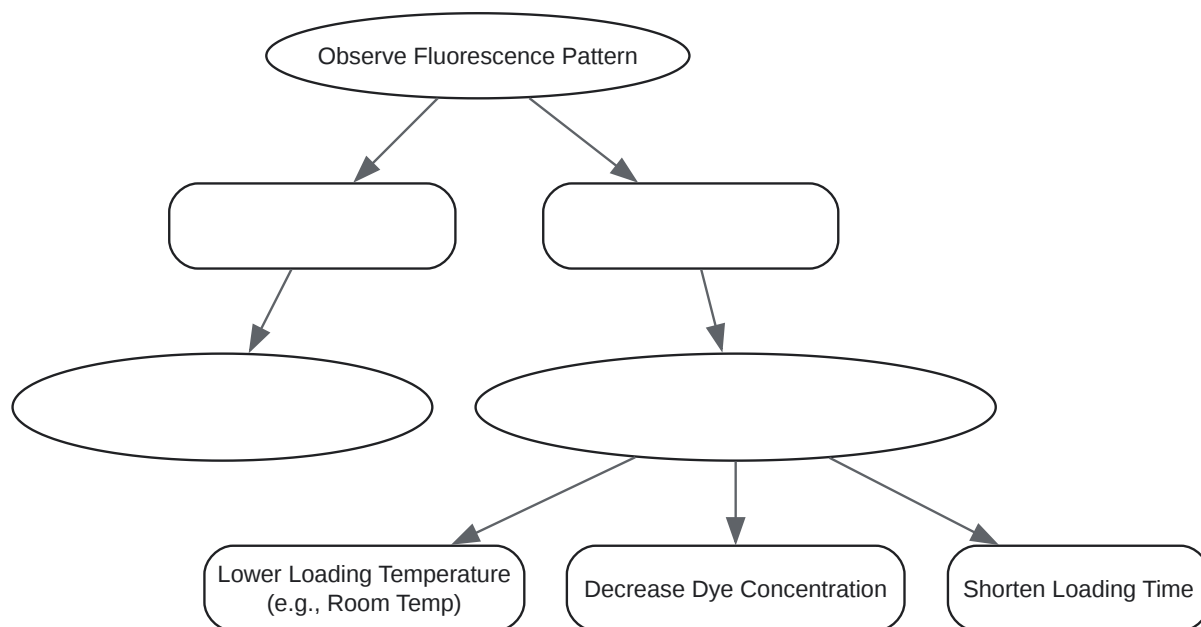 Observe Fluorescence Pattern
Lower Loading Temperature
(e.g., Room Temp)
Decrease Dye Concentration
Shorten Loading Time